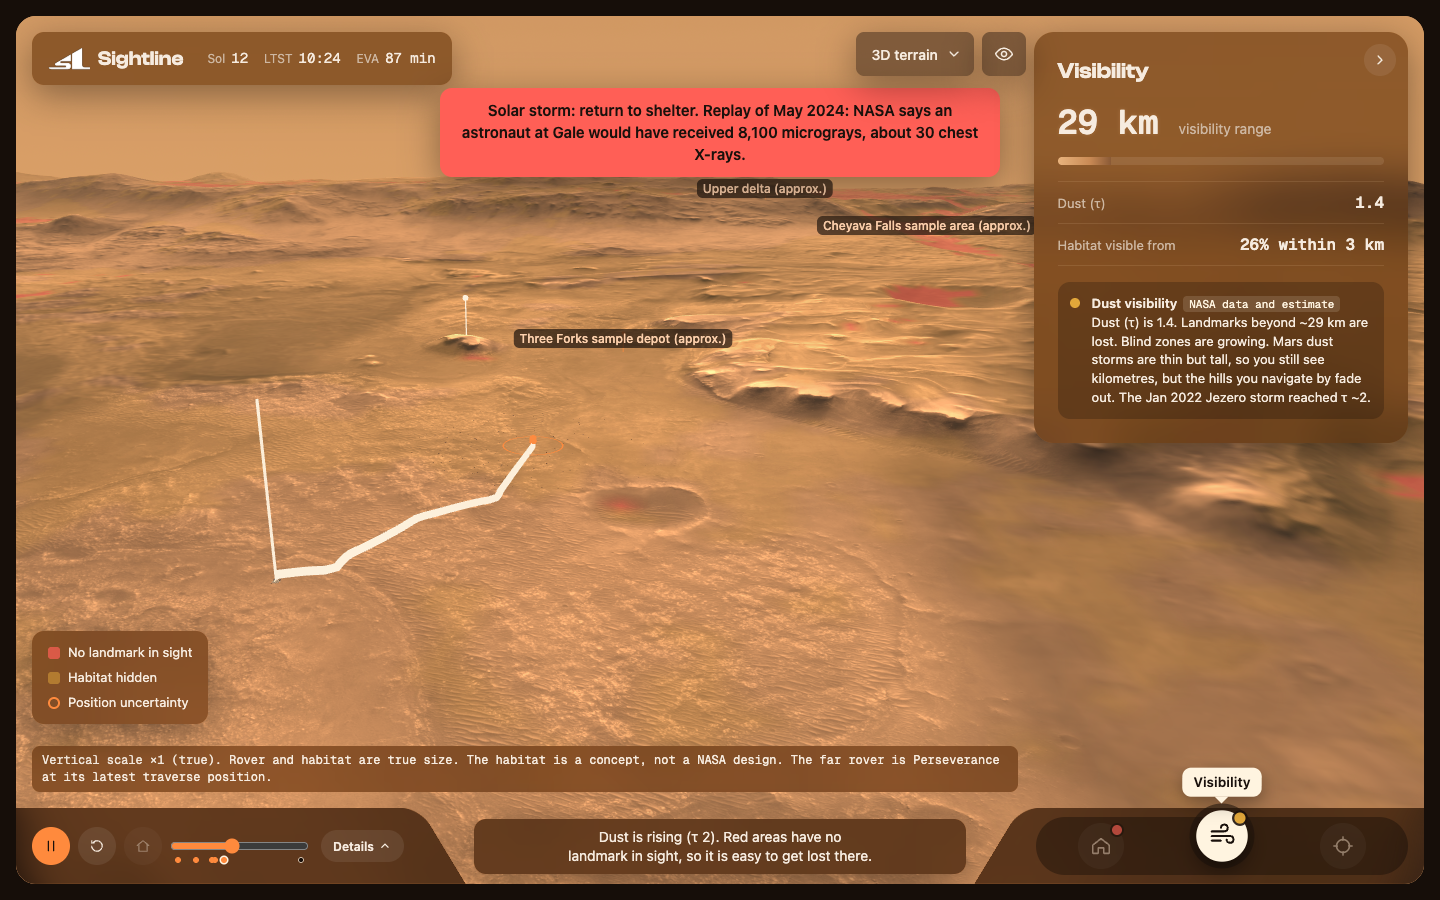 Sightline
Sol 12 LTST 10:24 EVA 87 min
3D terrain
Solar storm: return to shelter. Replay of May 2024: NASA says an
astronaut at Gale would have received 8,100 micrograys, about 30 chest
X-rays.
Visibility
29 km visibility range
Dust (τ) 1.4
Habitat visible from 26% within 3 km
Dust visibility NASA data and estimate
Dust (τ) is 1.4. Landmarks beyond ~29 km are
lost. Blind zones are growing. Mars dust
storms are thin but tall, so you still see
kilometres, but the hills you navigate by fade
out. The Jan 2022 Jezero storm reached τ ~2.
Upper delta (approx.)
Cheyava Falls sample area (approx.)
Three Forks sample depot (approx.)
No landmark in sight
Habitat hidden
Position uncertainty
Vertical scale ×1 (true). Rover and habitat are true size. The habitat is a concept, not a NASA design. The far rover is Perseverance
at its latest traverse position.
Details
Dust is rising (τ 2). Red areas have no
landmark in sight, so it is easy to get lost there.
Visibility